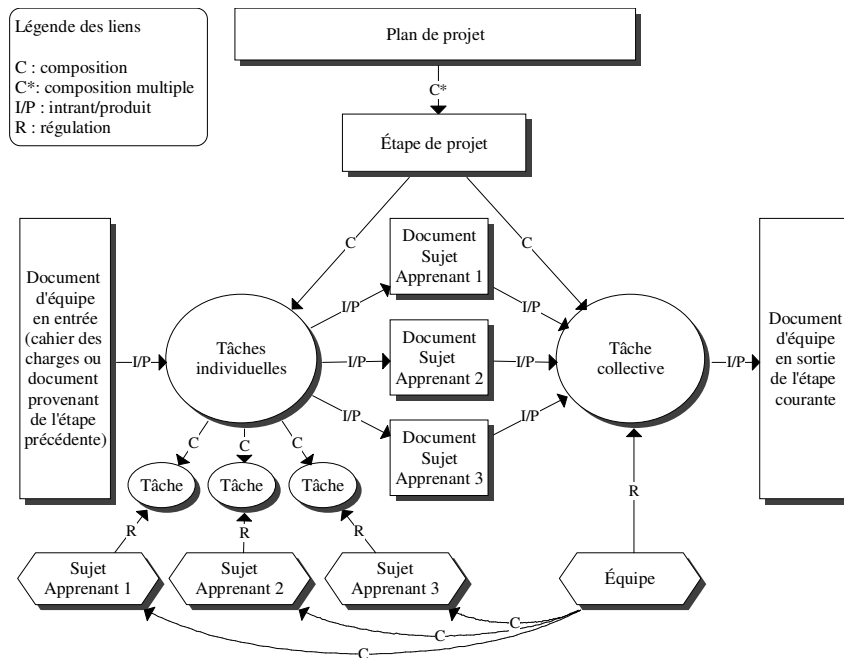 Légende des liens
C : composition
C*: composition multiple
I/P : intrant/produit
R : régulation
Plan de projet
C*
Étape de projet
C
C
Document
d'équipe
en entrée
(cahier des
charges ou
document
provenant
de l'étape
précédente)
I/P
Tâches
individuelles
I/P
I/P
I/P
Document
Sujet
Apprenant 1
Document
Sujet
Apprenant 2
Document
Sujet
Apprenant 3
I/P
I/P
I/P
Tâche
collective
I/P
Document
d'équipe
en sortie
de l'étape
courante
C
C
C
Tâche
Tâche
Tâche
R
R
R
R
Sujet
Apprenant 1
Sujet
Apprenant 2
Sujet
Apprenant 3
Équipe
C
C
C